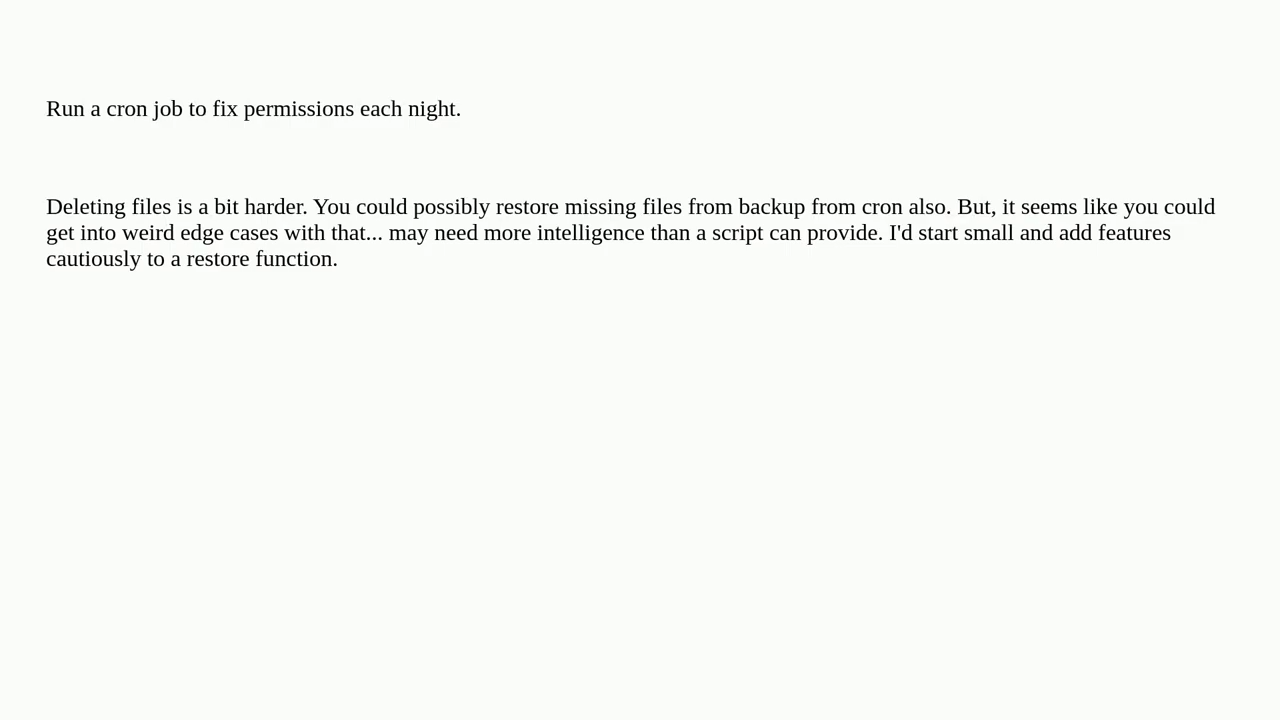 Run a cron job to fix permissions each night.
Deleting files is a bit harder. You could possibly restore missing files from backup from cron also. But, it seems like you could
get into weird edge cases with that... may need more intelligence than a script can provide. I'd start small and add features
cautiously to a restore function.